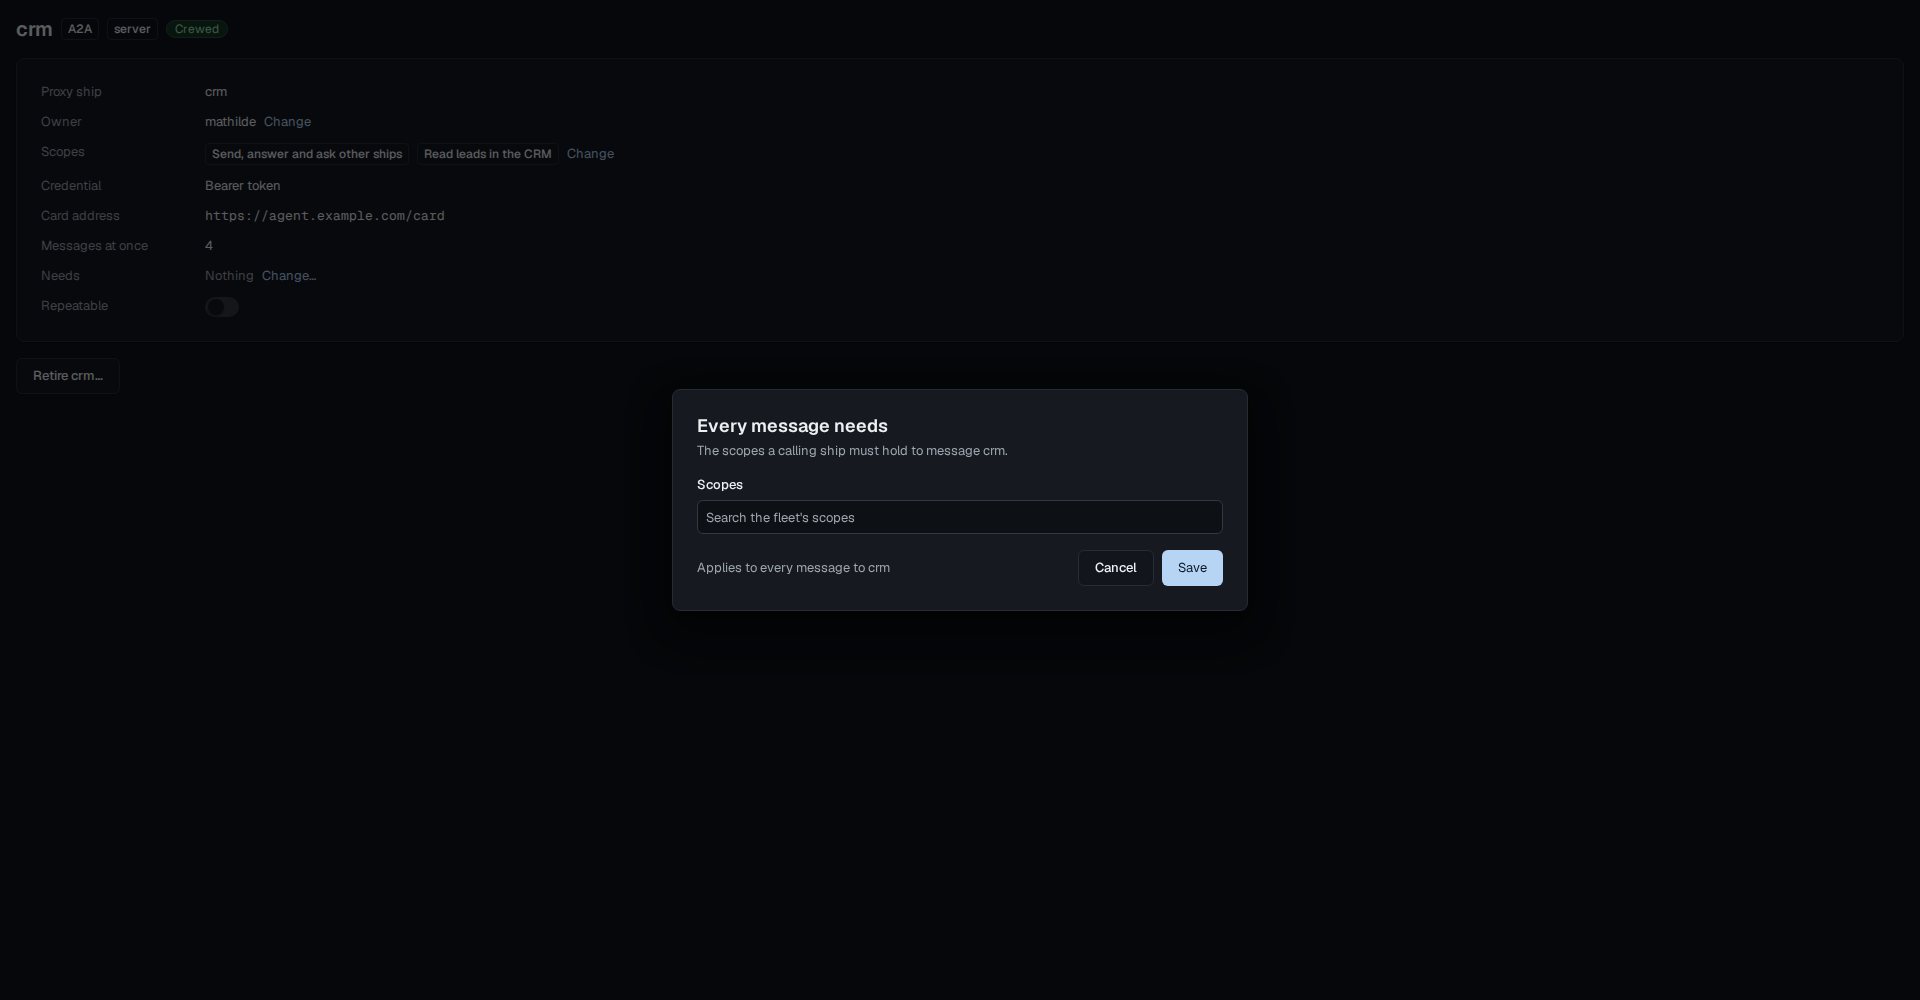 crm A2A server Crewed
Proxy ship crm
Owner mathilde Change
Scopes Send, answer and ask other ships Read leads in the CRM Change
Credential Bearer token
Card address https://agent.example.com/card
Messages at once 4
Needs Nothing Change…
Repeatable
Retire crm…
Every message needs
The scopes a calling ship must hold to message crm.
Scopes
Search the fleet's scopes
Applies to every message to crm Cancel Save